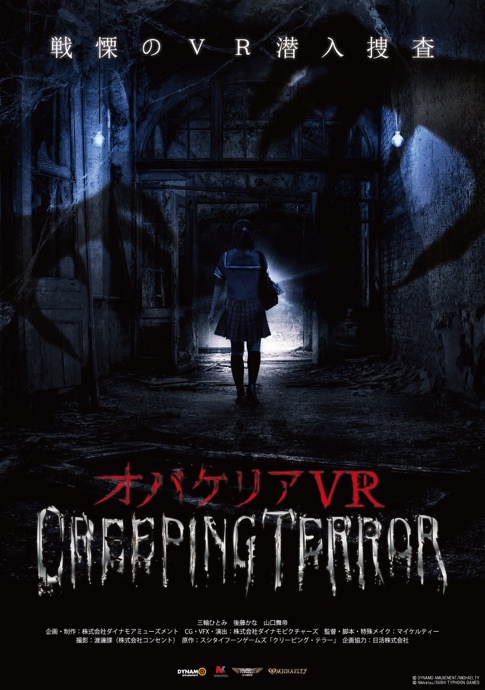 戦慄のVR潜入捜査
オバケリアVR
CREEPING TERROR
三輪ひとみ 後藤かな 山口舞帝
企画・制作：株式会社ダイナモアミューズメント CG・VFX・演出：株式会社ダイナモピクチャーズ 監督・脚本・特殊メイク：マイケルティー
撮影：渡邊謀（株式会社コンセント） 原作：スシタイフーンゲームズ「クリーピング・テラー」 企画協力：日活株式会社
DYNAMO
© DYNAMO AMUSEMENT/MICHAELTY
© Nikkatsu/SUSHI TYPHOON GAMES